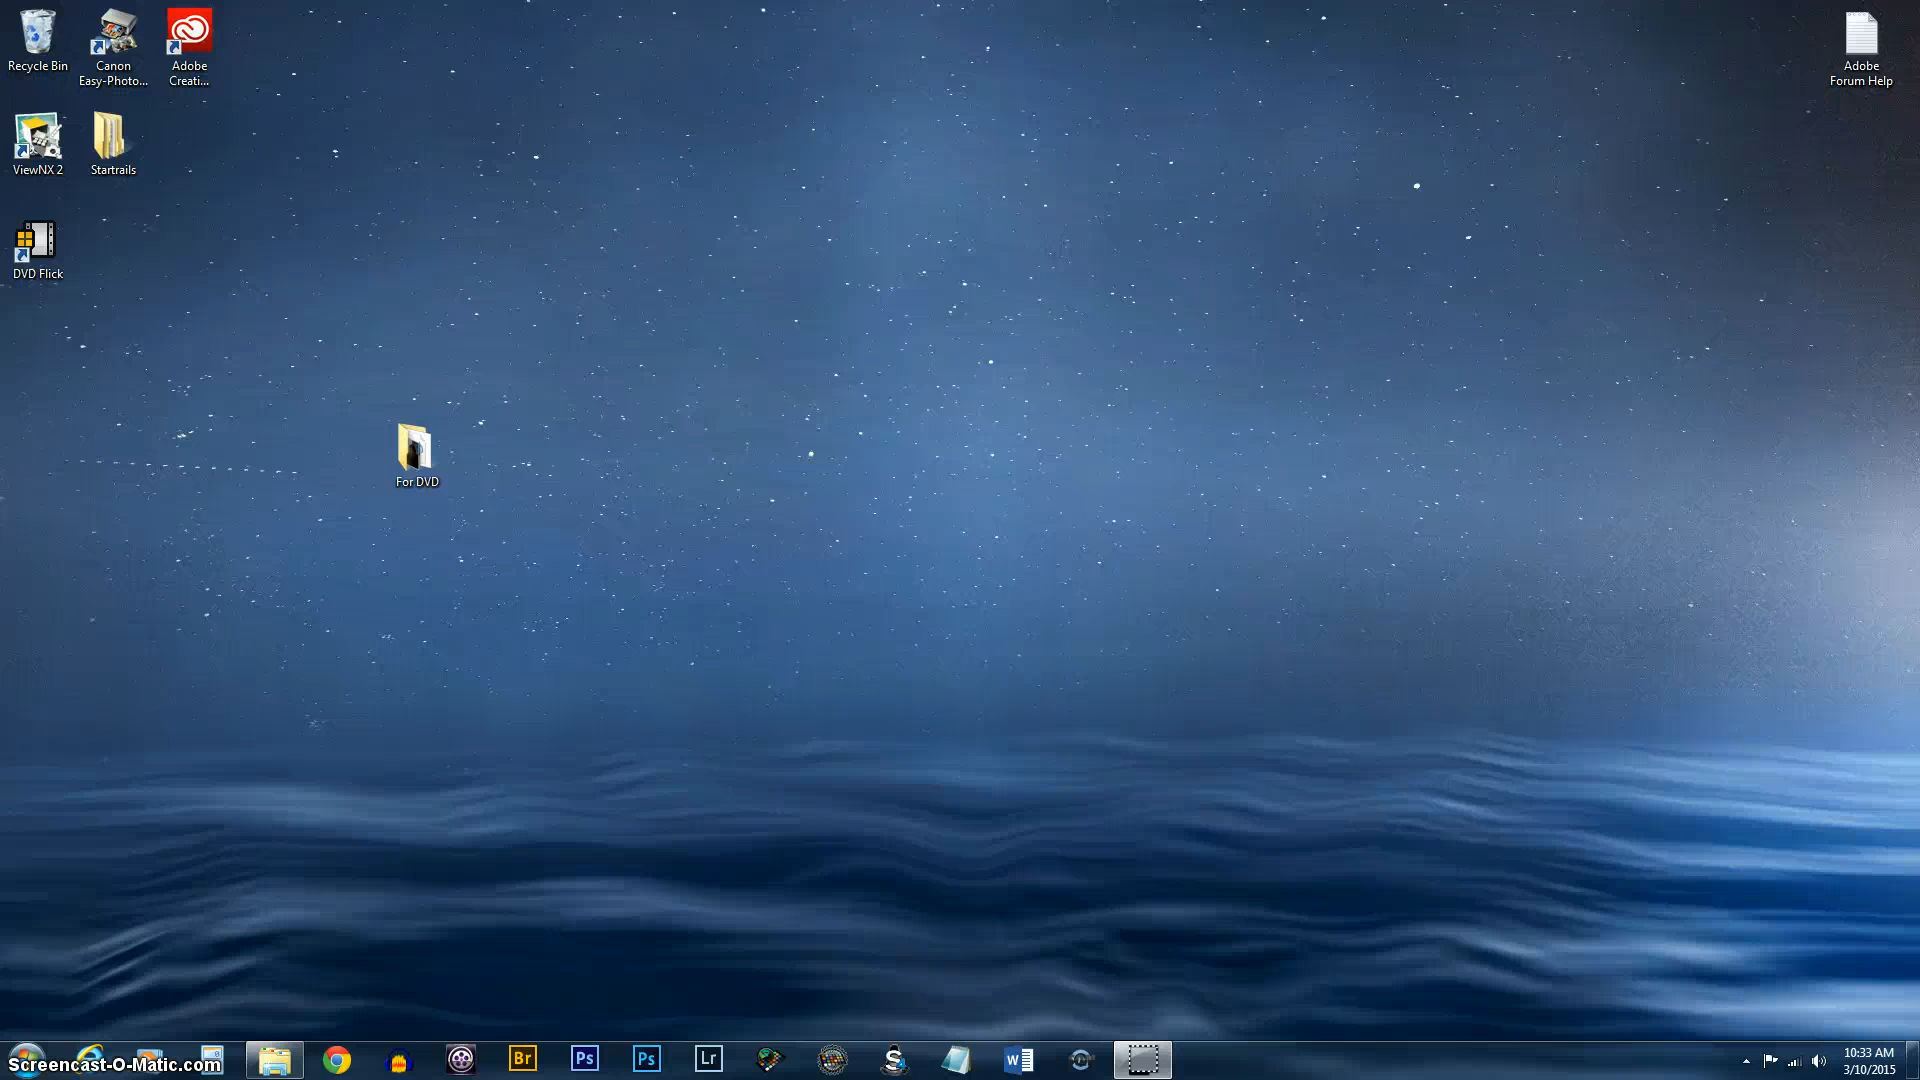 Recycle Bin
Canon
Easy-Photo...
Adobe
Creati...
Adobe
Forum Help
ViewNX 2
Startrails
DVD Flick
For DVD
Screencast-O-Matic.com
Br
Ps
Ps
Lr
S
W
10:33 AM
3/10/2015